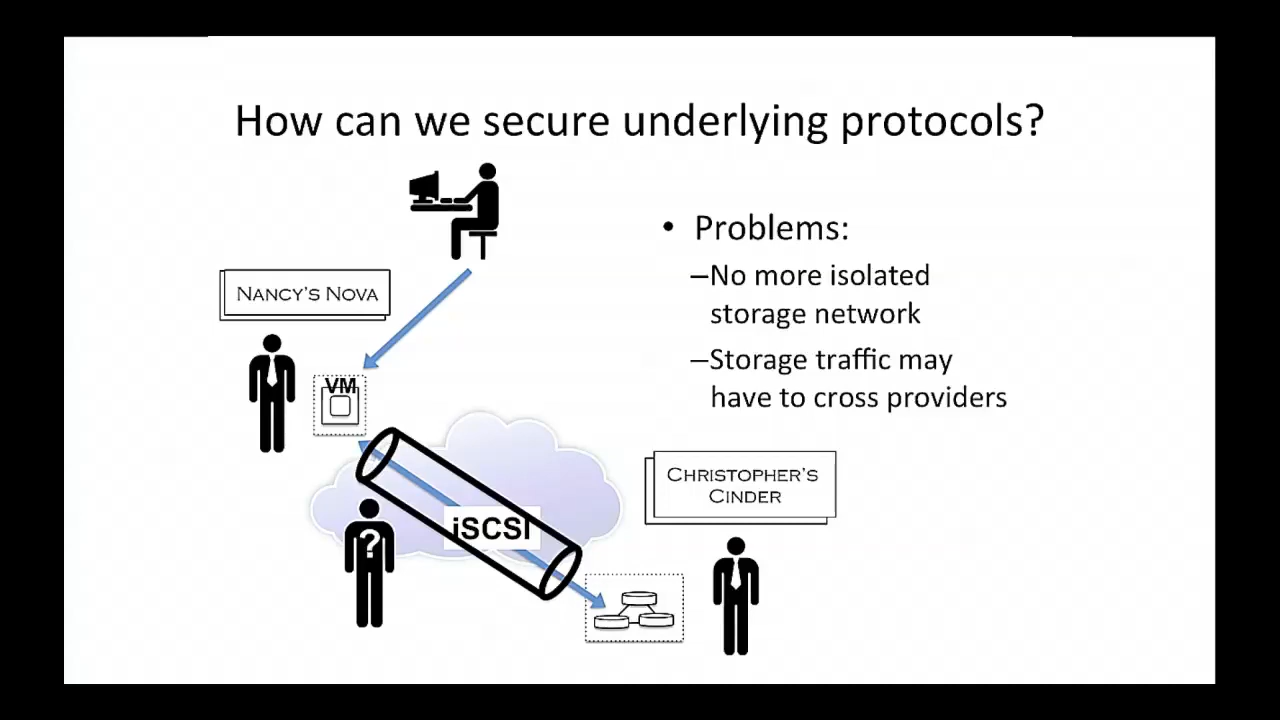 How can we secure underlying protocols?
• Problems:
–No more isolated
storage network
–Storage traffic may
have to cross providers
NANCY'S NOVA
VM
iSCSI
?
CHRISTOPHER'S
CINDER